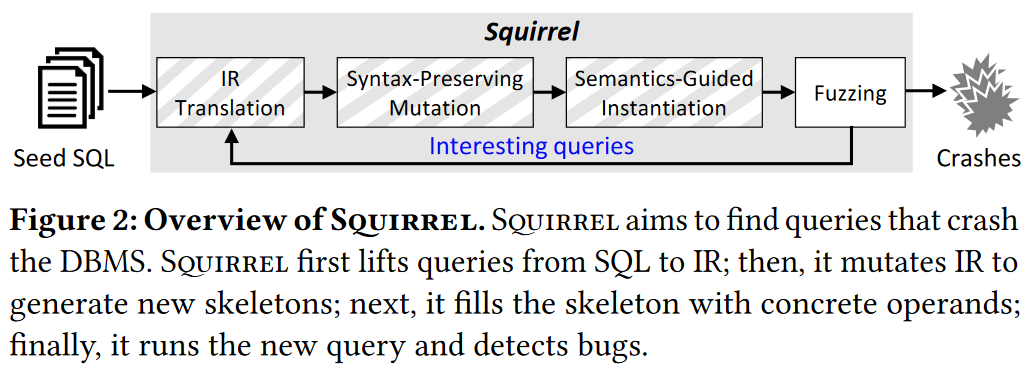 Squirrel
IR
Translation
Syntax-Preserving
Mutation
Semantics-Guided
Instantiation
Fuzzing
Interesting queries
Seed SQL
Crashes
Figure 2: Overview of SQUIRREL. SQUIRREL aims to find queries that crash
the DBMS. SQUIRREL first lifts queries from SQL to IR; then, it mutates IR to
generate new skeletons; next, it fills the skeleton with concrete operands;
finally, it runs the new query and detects bugs.